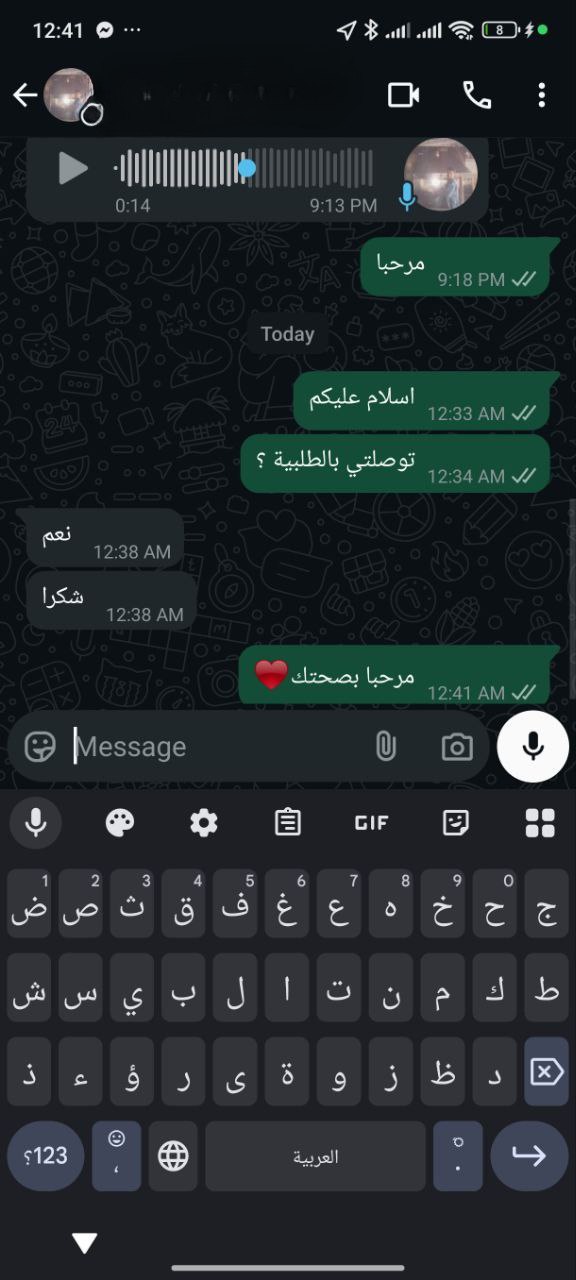 12:41
8
0:14
9:13 PM
مرحبا
9:18 PM
Today
اسلام عليكم
12:33 AM
توصلتي بالطلبية ؟
12:34 AM
نعم
12:38 AM
شكرا
12:38 AM
مرحبا بصحتك❤️
12:41 AM
Message
GIF
1 2 3 4 5 6 7 8 9 0
ض ص ث ق ف غ ع ه خ ح ج
ش س ي ب ل ا ت ن م ك ط
ذ ء ؤ ر ى ة و ز ظ د
؟123
،
العربية
.